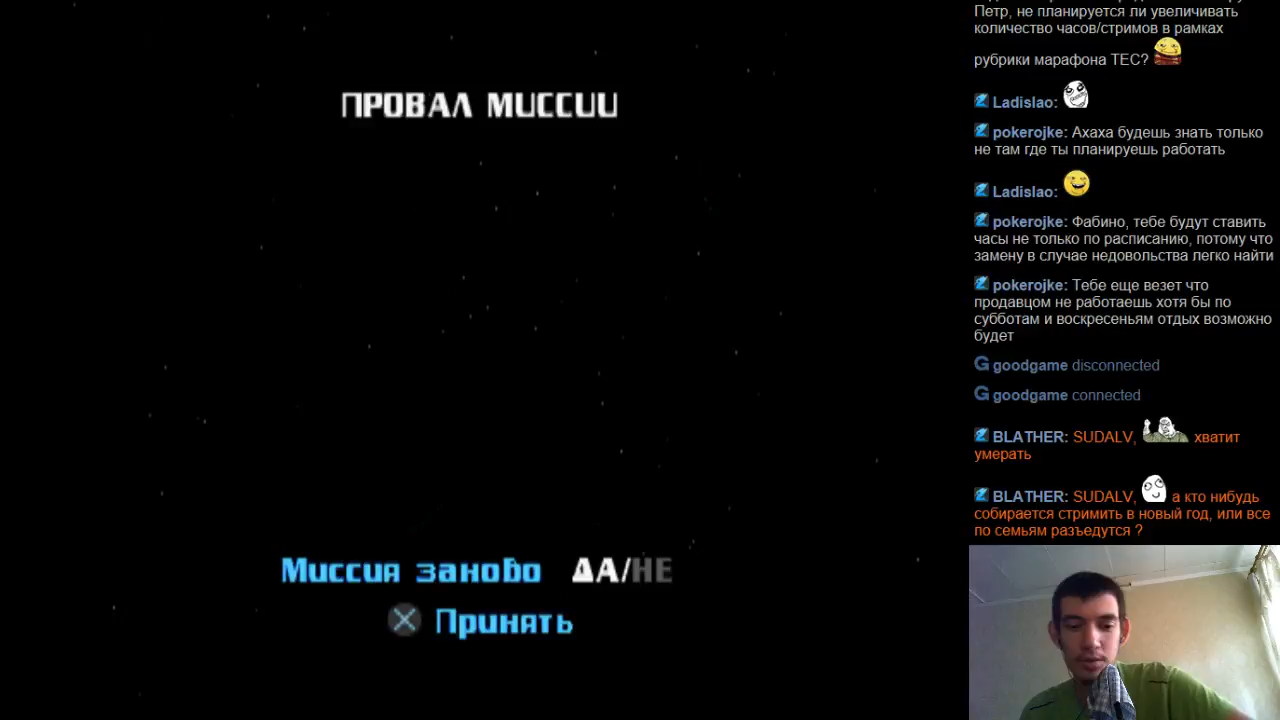 ПРОВАЛ МИССИИ
Миссия заново ДА/НЕ
Принять
Петр, не планируется ли увеличивать
количество часов/стримов в рамках
рубрики марафона ТЕС?
Ladislao:
pokerojke: Ахаха будешь знать только
не там где ты планируешь работать
Ladislao:
pokerojke: Фабино, тебе будут ставить
часы не только по расписанию, потому что
замену в случае недовольства легко найти
pokerojke: Тебе еще везет что
продавцом не работаешь хотя бы по
субботам и воскресеньям отдых возможно
будет
G goodgame disconnected
G goodgame connected
BLATHER: SUDALV, хватит
умерать
BLATHER: SUDALV, а кто нибудь
собирается стримить в новый год, или все
по семьям разъедутся ?